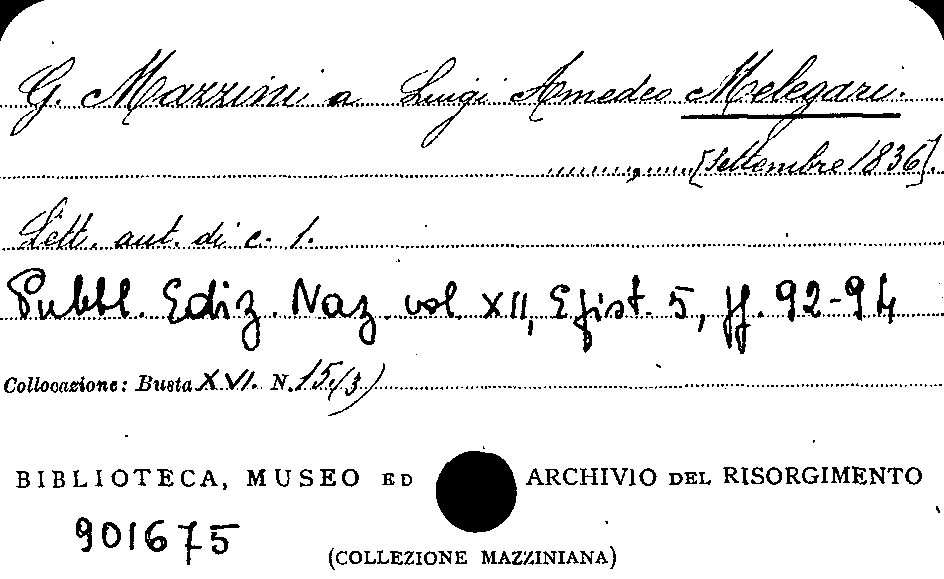 G. Mazzini a Luigi Amedeo Melegari.
..........,......[settembre 1836].
Lett. aut. di c. 1.
Pubbl. Ediz. Naz. vol XII, Epist. 5, pp. 92-94
Collocazione: Busta XVI. N. 15(3)
BIBLIOTECA, MUSEO ED ARCHIVIO DEL RISORGIMENTO
901675
(COLLEZIONE MAZZINIANA)